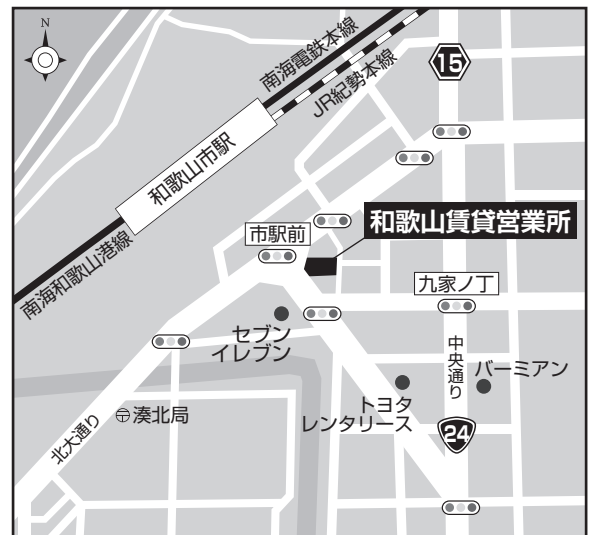 N
南海電鉄本線
JR紀勢本線
15
和歌山市駅
南海和歌山港線
市駅前
和歌山賃貸営業所
九家ノ丁
セブン
イレブン
中央通り
バーミアン
トヨタ
レンタリース
24
北大通り
〶湊北局